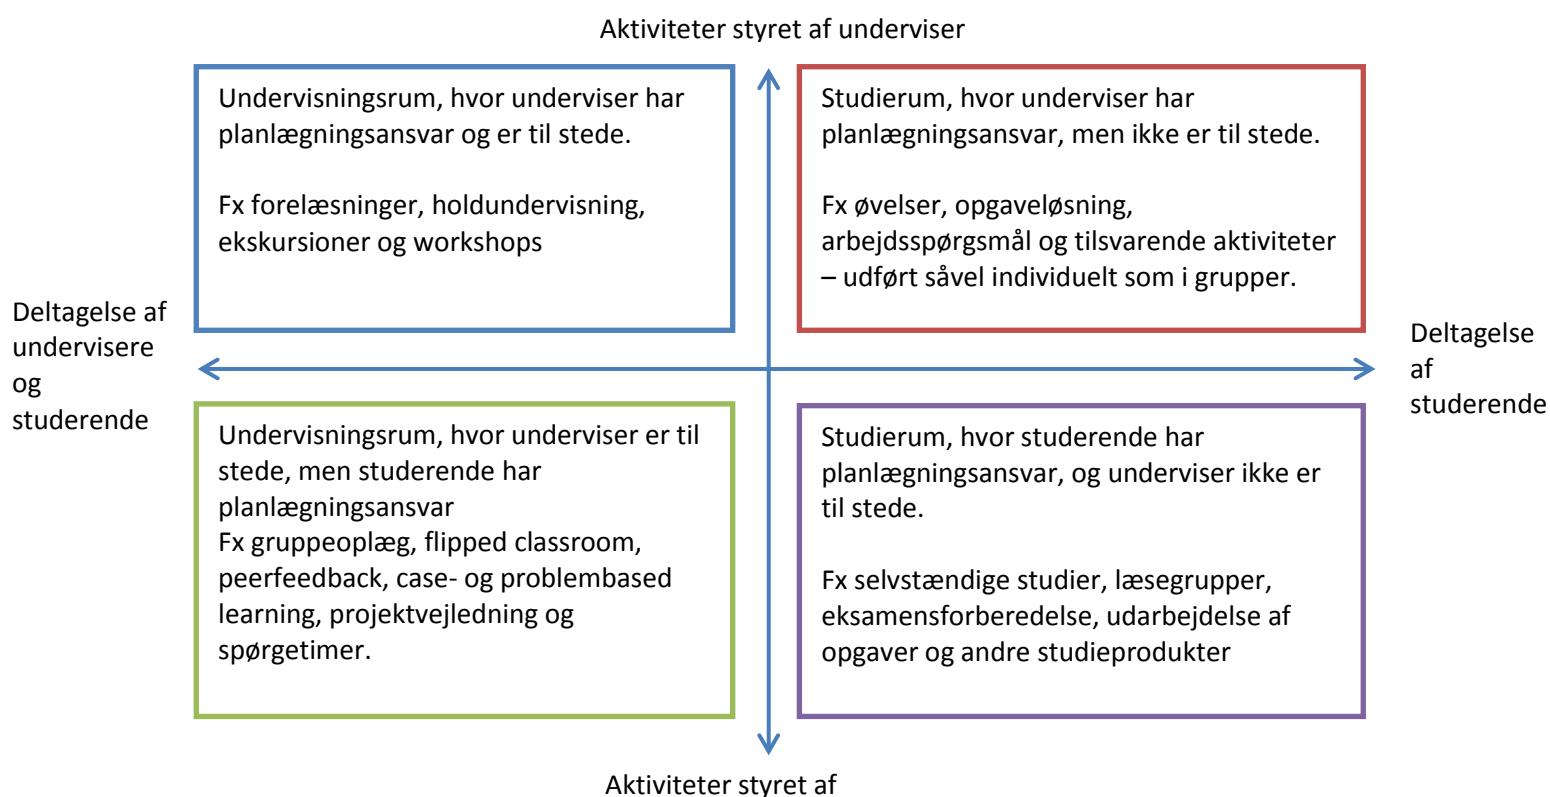 Aktiviteter styret af underviser
Undervisningsrum, hvor underviser har
planlægningsansvar og er til stede.
Fx forelæsninger, holdundervisning,
ekskursioner og workshops
Studierum, hvor underviser har
planlægningsansvar, men ikke er til stede.
Fx øvelser, opgaveløsning,
arbejdsspørgsmål og tilsvarende aktiviteter
– udført såvel individuelt som i grupper.
Deltagelse af
undervisere
og
studerende
Deltagelse
af
studerende
Undervisningsrum, hvor underviser er til
stede, men studerende har
planlægningsansvar
Fx gruppeoplæg, flipped classroom,
peerfeedback, case- og problembased
learning, projektvejledning og
spørgetimer.
Studierum, hvor studerende har
planlægningsansvar, og underviser ikke er
til stede.
Fx selvstændige studier, læsegrupper,
eksamensforberedelse, udarbejdelse af
opgaver og andre studieprodukter
Aktiviteter styret af